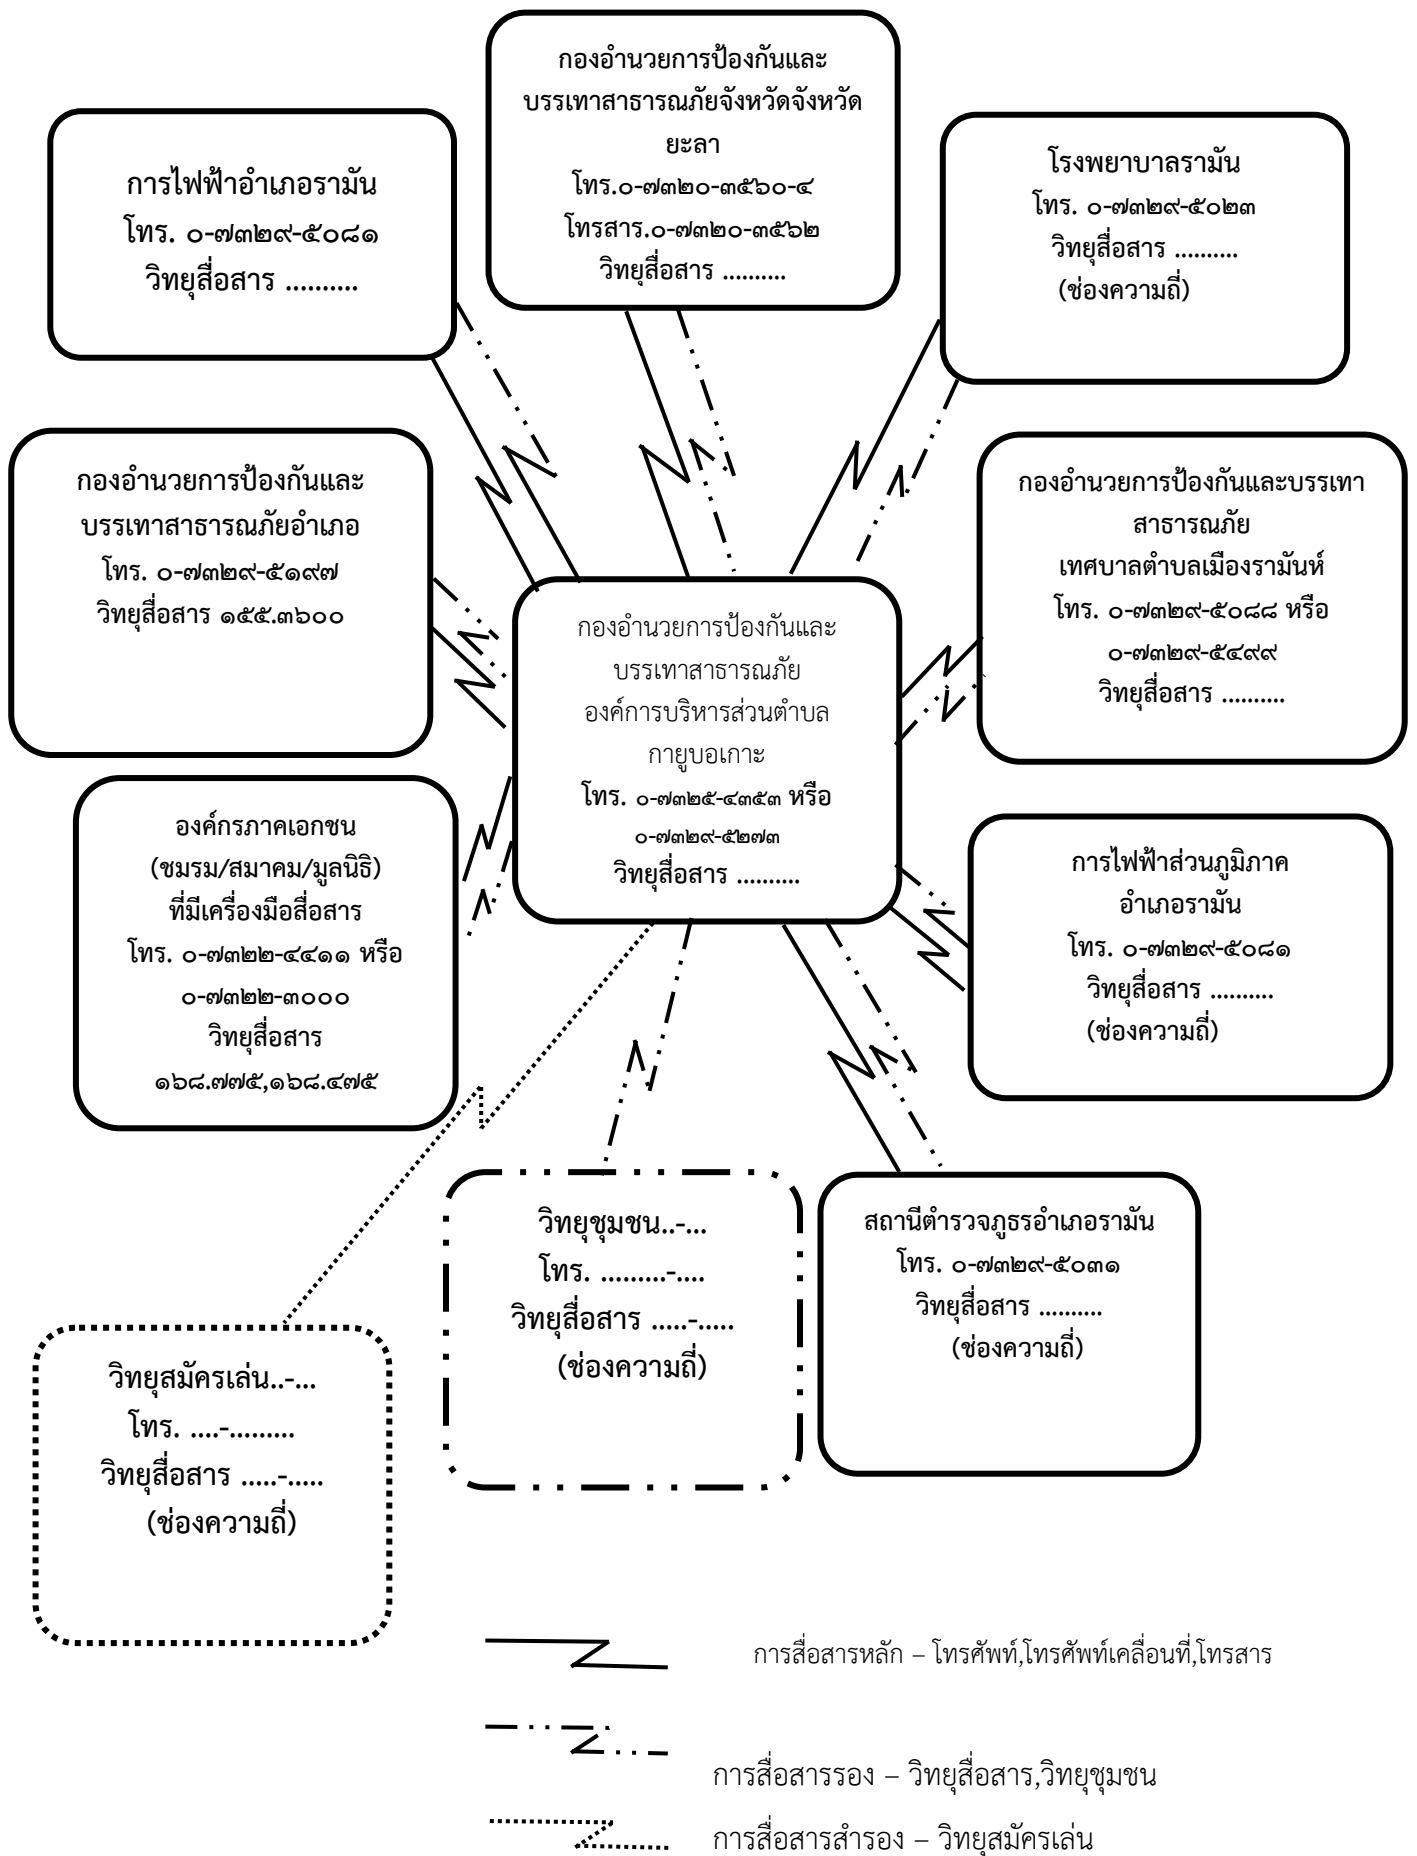 กองอำนวยการป้องกันและ
บรรเทาสาธารณภัยจังหวัดจังหวัด
ยะลา
โทร.๐-๗๓๒๐-๓๕๖๐-๔
โทรสาร.๐-๗๓๒๐-๓๕๖๒
วิทยุสื่อสาร ..........
การไฟฟ้าอำเภอรามัน
โทร. ๐-๗๓๒๙-๕๐๘๑
วิทยุสื่อสาร ..........
โรงพยาบาลรามัน
โทร. ๐-๗๓๒๙-๕๐๒๓
วิทยุสื่อสาร ..........
(ช่องความถี่)
กองอำนวยการป้องกันและ
บรรเทาสาธารณภัยอำเภอ
โทร. ๐-๗๓๒๙-๕๑๙๗
วิทยุสื่อสาร ๑๕๕.๓๖๐๐
กองอำนวยการป้องกันและบรรเทา
สาธารณภัย
เทศบาลตำบลเมืองรามันห์
โทร. ๐-๗๓๒๙-๕๐๘๘ หรือ
๐-๗๓๒๙-๕๔๙๙
วิทยุสื่อสาร ..........
กองอำนวยการป้องกันและ
บรรเทาสาธารณภัย
องค์การบริหารส่วนตำบล
กายูบอเกาะ
โทร. ๐-๗๓๒๕-๔๓๕๓ หรือ
๐-๗๓๒๙-๕๒๗๓
วิทยุสื่อสาร ..........
องค์กรภาคเอกชน
(ชมรม/สมาคม/มูลนิธิ)
ที่มีเครื่องมือสื่อสาร
โทร. ๐-๗๓๒๒-๔๔๑๑ หรือ
๐-๗๓๒๒-๓๐๐๐
วิทยุสื่อสาร
๑๖๘.๗๗๕,๑๖๘.๔๗๕
การไฟฟ้าส่วนภูมิภาค
อำเภอรามัน
โทร. ๐-๗๓๒๙-๕๐๘๑
วิทยุสื่อสาร ..........
(ช่องความถี่)
วิทยุชุมชน..-...
โทร. .........-....
วิทยุสื่อสาร .....-.....
(ช่องความถี่)
สถานีตำรวจภูธรอำเภอรามัน
โทร. ๐-๗๓๒๙-๕๐๓๑
วิทยุสื่อสาร ..........
(ช่องความถี่)
วิทยุสมัครเล่น..-...
โทร. ....-.........
วิทยุสื่อสาร .....-.....
(ช่องความถี่)
การสื่อสารหลัก – โทรศัพท์,โทรศัพท์เคลื่อนที่,โทรสาร
การสื่อสารรอง – วิทยุสื่อสาร,วิทยุชุมชน
การสื่อสารสำรอง – วิทยุสมัครเล่น